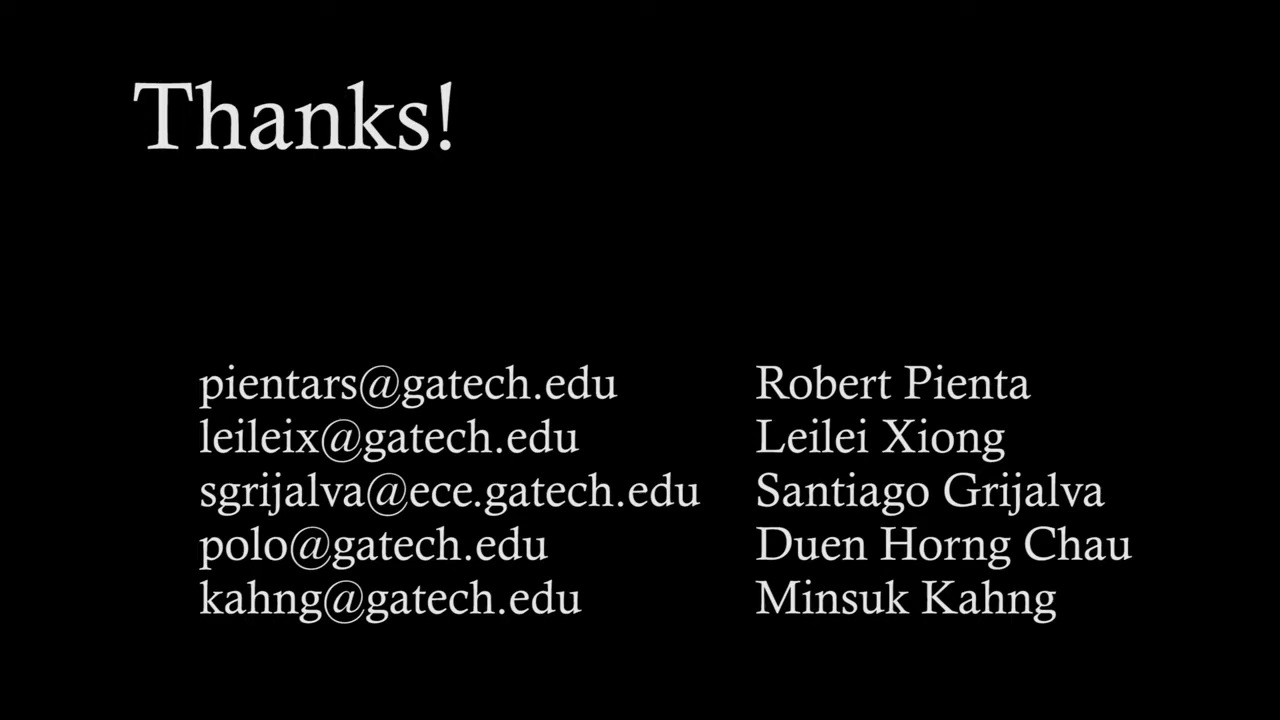 Thanks!
pientars@gatech.edu Robert Pienta
leileix@gatech.edu Leilei Xiong
sgrijalva@ece.gatech.edu Santiago Grijalva
polo@gatech.edu Duen Horng Chau
kahng@gatech.edu Minsuk Kahng